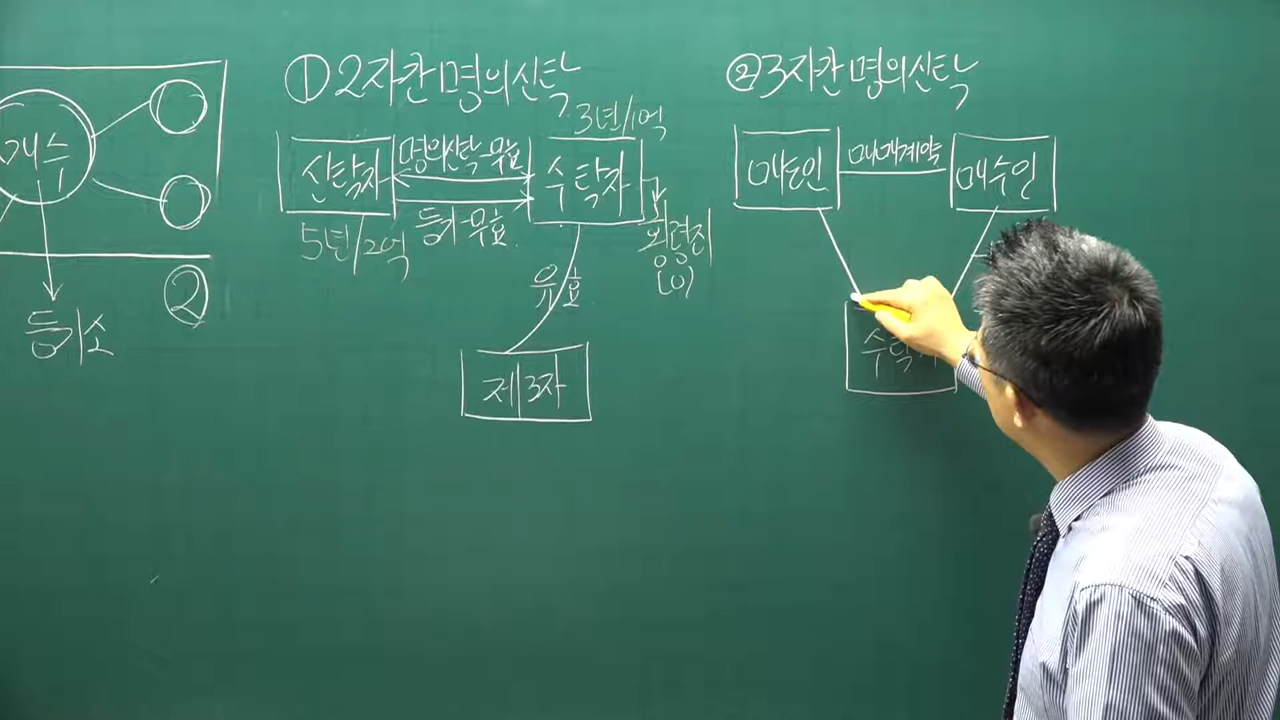 매수
②
등기소
①2자간명의신탁
3년/1억
신탁자
명의신탁-무효
수탁자
등기-무효
5년/2억
횡령죄
(0)
유효
제3자
②3자간명의신탁
매도인
매매계약
매수인
수탁